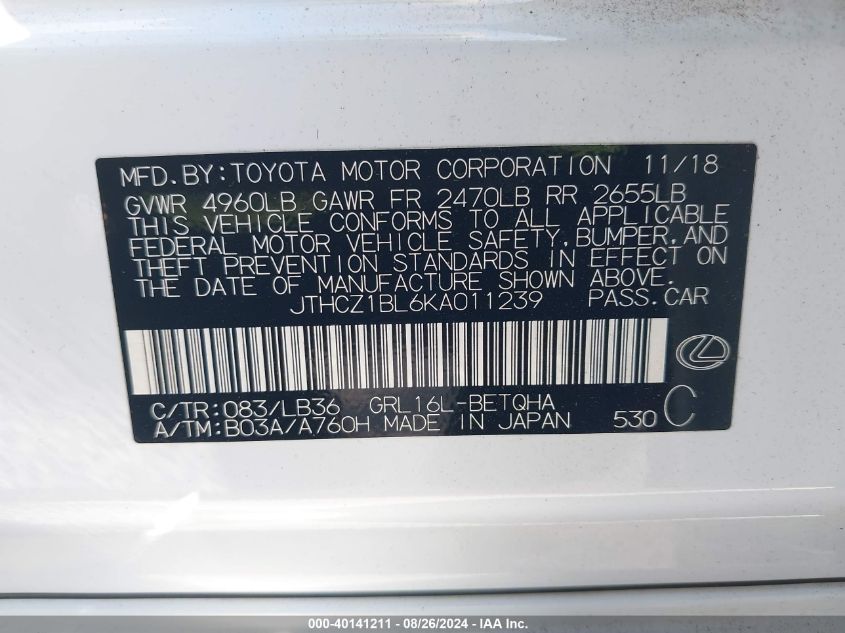 MFD.BY:TOYOTA MOTOR CORPORATION 11/18
GVWR 4960LB GAWR FR 2470LB RR 2655LB
THIS VEHICLE CONFORMS TO ALL APPLICABLE
FEDERAL MOTOR VEHICLE SAFETY,BUMPER,AND
THEFT PREVENTION STANDARDS IN EFFECT ON
THE DATE OF MANUFACTURE SHOWN ABOVE.
JTHCZ1BL6KA011239 PASS.CAR
C/TR:083/LB36 GRL16L-BETQHA
A/TM:B03A/A760H MADE IN JAPAN 530 C
000-40141211 - 08/26/2024 - IAA Inc.